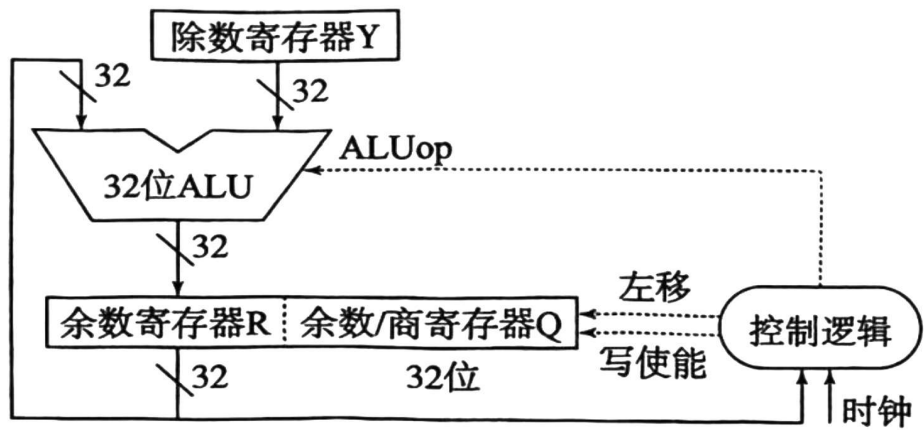 除数寄存器Y
32
32
ALUop
32位ALU
32
余数寄存器R
余数/商寄存器Q
左移
写使能
控制逻辑
32
32位
时钟